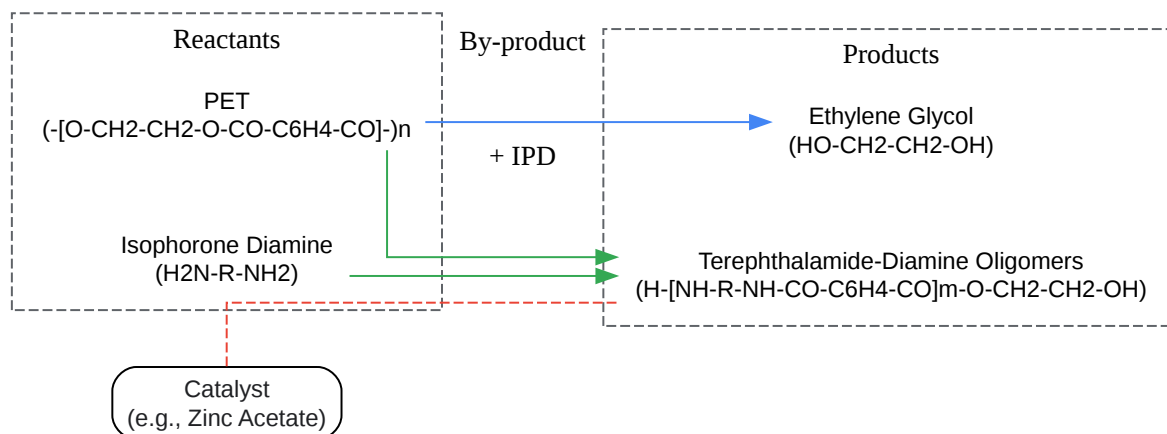 Reactants
By-product
Products
PET
(-[O-CH2-CH2-O-CO-C6H4-CO]-)n
+ IPD
Ethylene Glycol
(HO-CH2-CH2-OH)
Isophorone Diamine
(H2N-R-NH2)
Terephthalamide-Diamine Oligomers
(H-[NH-R-NH-CO-C6H4-CO]m-O-CH2-CH2-OH)
Catalyst
(e.g., Zinc Acetate)